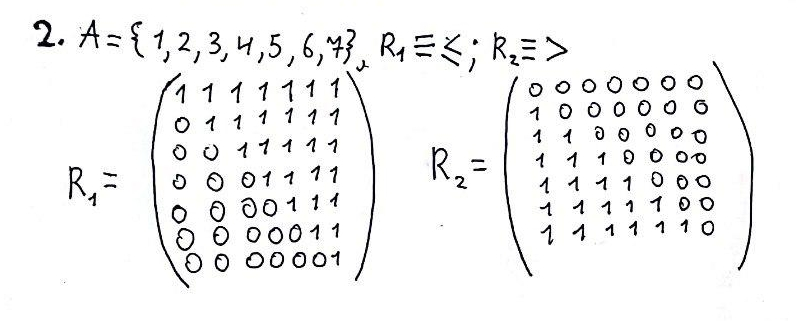 2. A={1,2,3,4,5,6,7}, R₁≡≤; R₂≡>
R₁=
1 1 1 1 1 1 1
0 1 1 1 1 1 1
0 0 1 1 1 1 1
0 0 0 1 1 1 1
0 0 0 0 1 1 1
0 0 0 0 0 1 1
0 0 0 0 0 0 1
R₂=
0 0 0 0 0 0 0
1 0 0 0 0 0 0
1 1 0 0 0 0 0
1 1 1 0 0 0 0
1 1 1 1 0 0 0
1 1 1 1 1 0 0
1 1 1 1 1 1 0